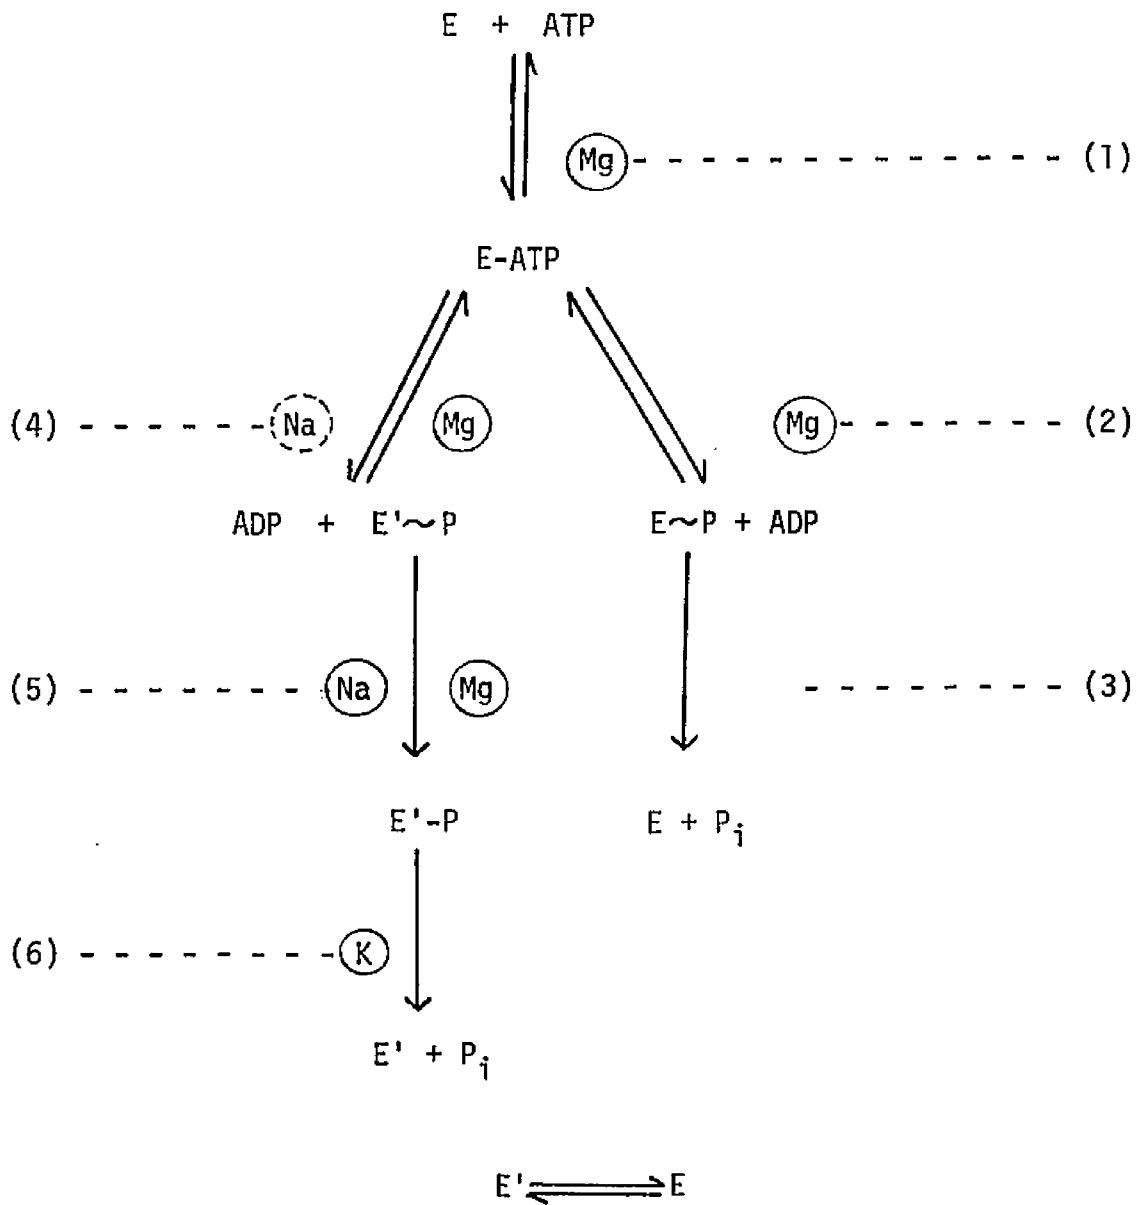 E + ATP
Mg - - - - - - - - - - - - - (1)
E-ATP
(4) - - - - - - - Na Mg Mg - - - - - - - (2)
ADP + E'~P E~P + ADP
(5) - - - - - - - - Na Mg - - - - - - - - (3)
E'-P E + Pi
(6) - - - - - - - - K
E' + Pi
E' ⇌ E